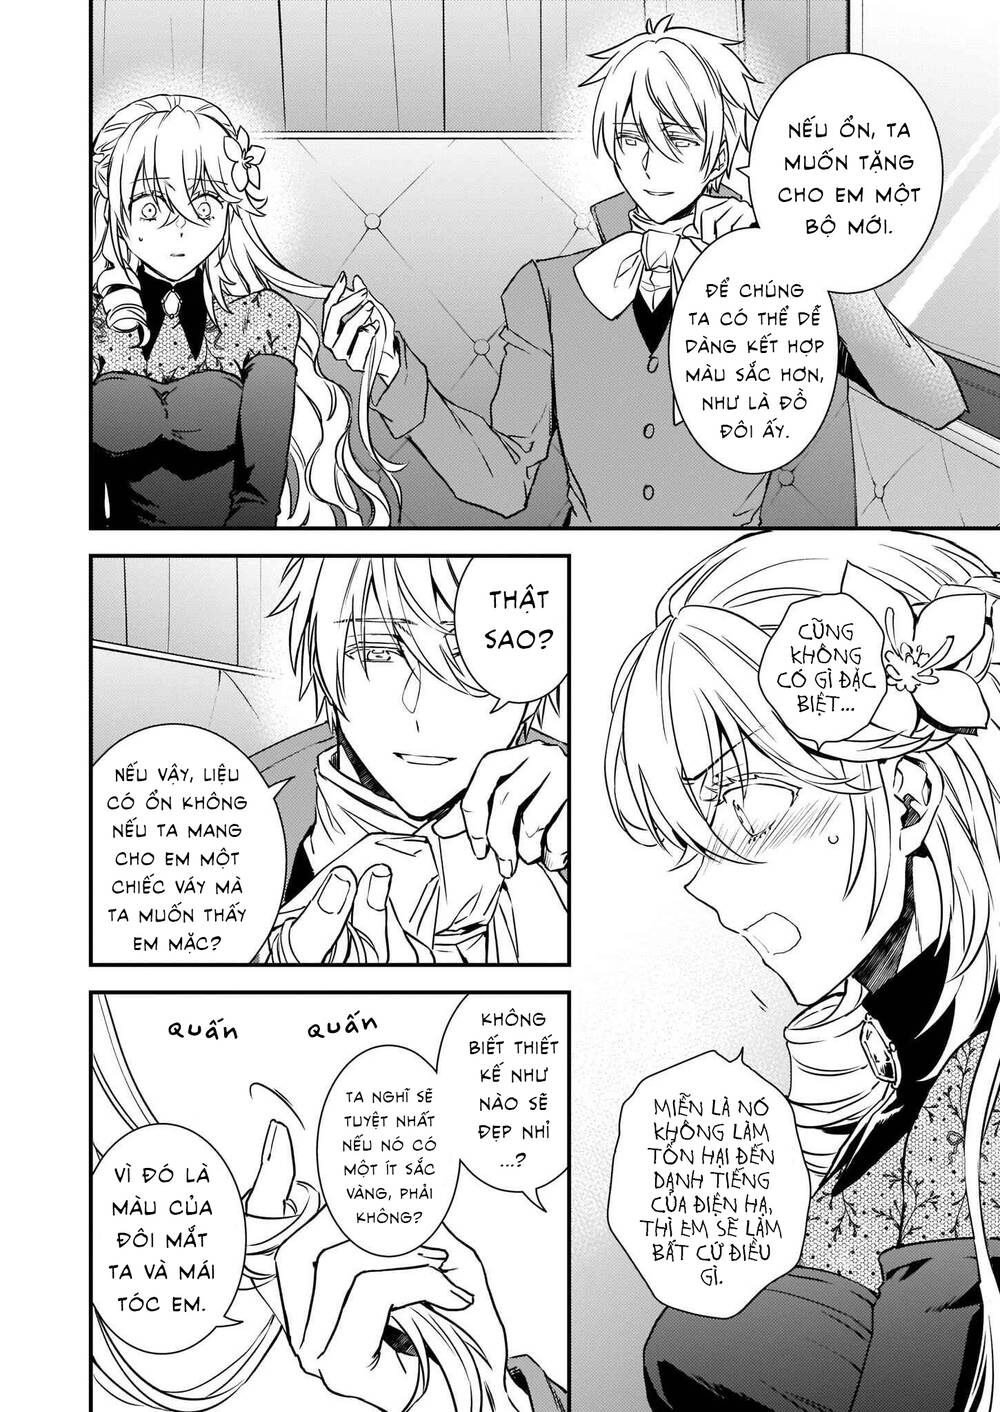 NẾU ỔN, TA
MUỐN TẶNG
CHO EM MỘT
BỘ MỚI.
ĐỂ CHÚNG
TA CÓ THỂ DỄ
DÀNG KẾT HỢP
MÀU SẮC HƠN,
NHƯ LÀ ĐỒ
ĐÔI ẤY.
CŨNG
KHÔNG
CÓ GÌ ĐẶC
BIỆT...
MIỄN LÀ NÓ
KHÔNG LÀM
TỔN HẠI ĐẾN
DANH TIẾNG
CỦA ĐIỆN HẠ,
THÌ EM SẼ LÀM
BẤT CỨ ĐIỀU
GÌ.
THẬT
SAO?
NẾU VẬY, LIỆU
CÓ ỔN KHÔNG
NẾU TA MANG
CHO EM MỘT
CHIẾC VÁY MÀ
TA MUỐN THẤY
EM MẶC?
KHÔNG
BIẾT THIẾT
KẾ NHƯ
NÀO SẼ
ĐẸP NHỈ
...?
TA NGHĨ SẼ
TUYỆT NHẤT
NẾU NÓ CÓ
MỘT ÍT SẮC
VÀNG, PHẢI
KHÔNG?
QUẤN
QUẤN
VÌ ĐÓ LÀ
MÀU CỦA
ĐÔI MẮT
TA VÀ MÁI
TÓC EM.